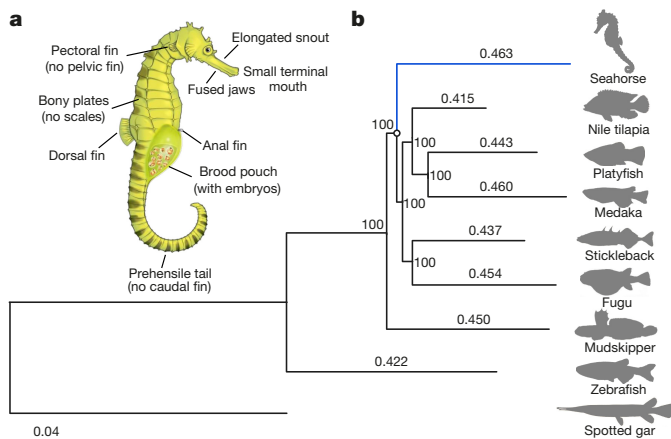 a
Elongated snout
Pectoral fin
(no pelvic fin)
Small terminal
mouth
Fused jaws
Bony plates
(no scales)
Anal fin
Dorsal fin
Brood pouch
(with embryos)
Prehensile tail
(no caudal fin)
b
0.463
Seahorse
0.415
100
Nile tilapia
100
0.443
Platyfish
100
0.460
Medaka
100
0.437
100
Stickleback
100
0.454
Fugu
0.450
Mudskipper
0.422
Zebrafish
0.04
Spotted gar